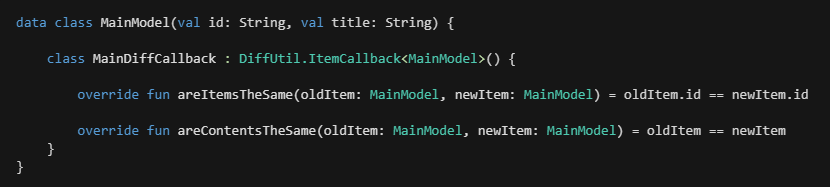 data class MainModel(val id: String, val title: String) {
class MainDiffCallback : DiffUtil.ItemCallback<MainModel>() {
override fun areItemsTheSame(oldItem: MainModel, newItem: MainModel) = oldItem.id == newItem.id
override fun areContentsTheSame(oldItem: MainModel, newItem: MainModel) = oldItem == newItem
}
}